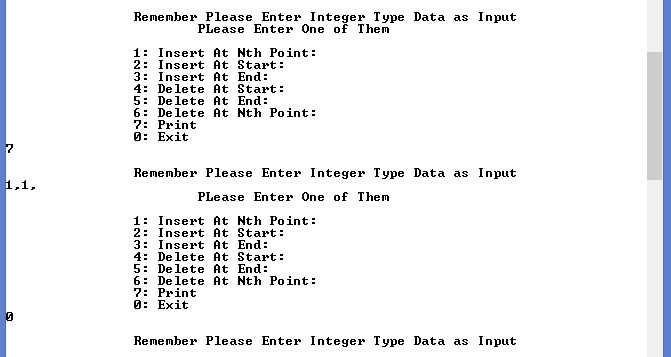 Remember Please Enter Integer Type Data as Input
PLease Enter One of Them
1: Insert At Nth Point:
2: Insert At Start:
3: Insert At End:
4: Delete At Start:
5: Delete At End:
6: Delete At Nth Point:
7: Print
0: Exit
7
Remember Please Enter Integer Type Data as Input
1,1,
PLease Enter One of Them
1: Insert At Nth Point:
2: Insert At Start:
3: Insert At End:
4: Delete At Start:
5: Delete At End:
6: Delete At Nth Point:
7: Print
0: Exit
0
Remember Please Enter Integer Type Data as Input